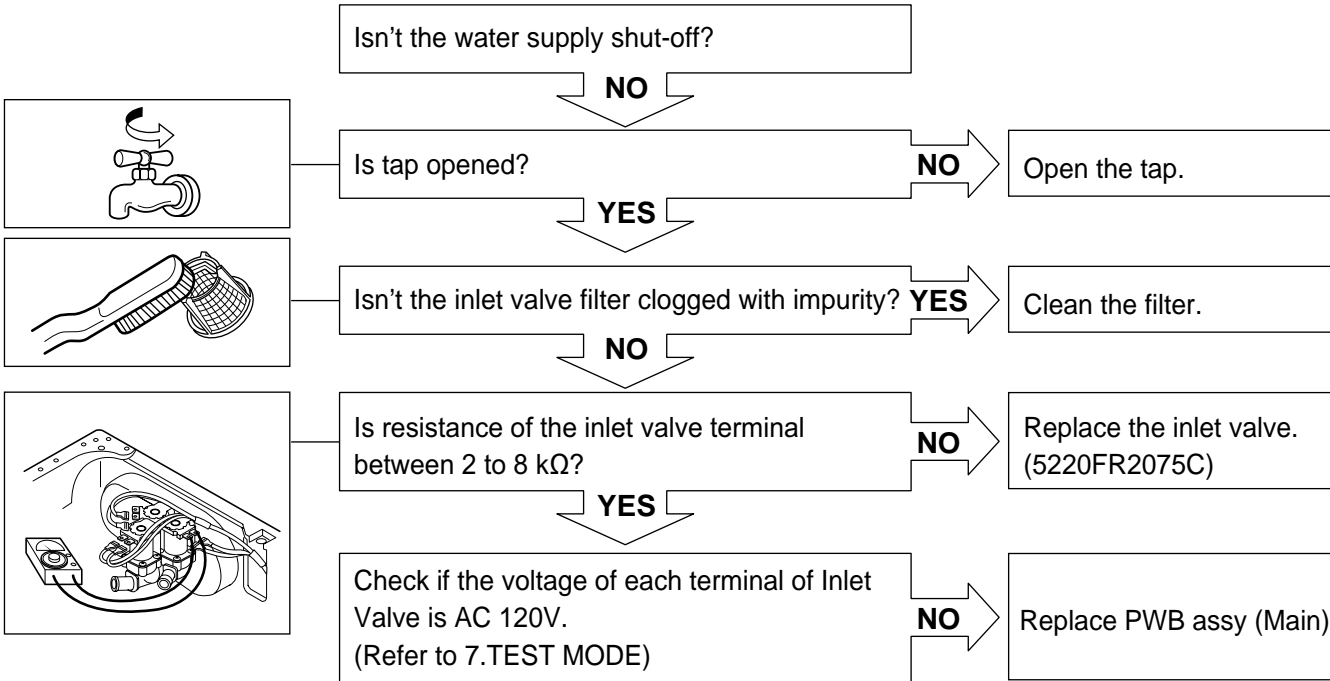 Isn't the water supply shut-off?
NO
Is tap opened?
NO
Open the tap.
YES
Isn't the inlet valve filter clogged with impurity?
YES
Clean the filter.
NO
Is resistance of the inlet valve terminal
between 2 to 8 kΩ?
NO
Replace the inlet valve.
(5220FR2075C)
YES
Check if the voltage of each terminal of Inlet
Valve is AC 120V.
(Refer to 7.TEST MODE)
NO
Replace PWB assy (Main)